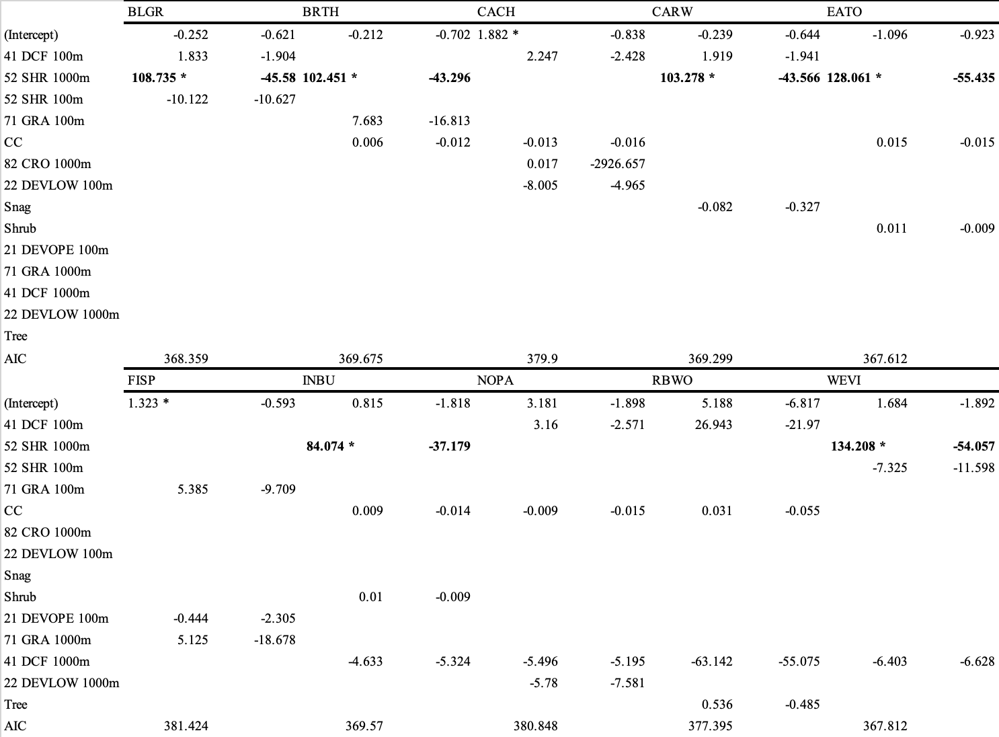 BLGR BRTH CACH CARW EATO
(Intercept) -0.252 -0.621 -0.212 -0.702 1.882 * -0.838 -0.239 -0.644 -1.096 -0.923
41 DCF 100m 1.833 -1.904 2.247 -2.428 1.919 -1.941
52 SHR 1000m 108.735 * -45.58 102.451 * -43.296 103.278 * -43.566 128.061 * -55.435
52 SHR 100m -10.122 -10.627
71 GRA 100m 7.683 -16.813
CC 0.006 -0.012 -0.013 -0.016 0.015 -0.015
82 CRO 1000m 0.017 -2926.657
22 DEVLOW 100m -8.005 -4.965
Snag -0.082 -0.327
Shrub 0.011 -0.009
21 DEVOPE 100m
71 GRA 1000m
41 DCF 1000m
22 DEVLOW 1000m
Tree
AIC 368.359 369.675 379.9 369.299 367.612
FISP INBU NOPA RBWO WEVI
(Intercept) 1.323 * -0.593 0.815 -1.818 3.181 -1.898 5.188 -6.817 1.684 -1.892
41 DCF 100m 3.16 -2.571 26.943 -21.97
52 SHR 1000m 84.074 * -37.179 134.208 * -54.057
52 SHR 100m -7.325 -11.598
71 GRA 100m 5.385 -9.709
CC 0.009 -0.014 -0.009 -0.015 0.031 -0.055
82 CRO 1000m
22 DEVLOW 100m
Snag
Shrub 0.01 -0.009
21 DEVOPE 100m -0.444 -2.305
71 GRA 1000m 5.125 -18.678
41 DCF 1000m -4.633 -5.324 -5.496 -5.195 -63.142 -55.075 -6.403 -6.628
22 DEVLOW 1000m -5.78 -7.581
Tree 0.536 -0.485
AIC 381.424 369.57 380.848 377.395 367.812